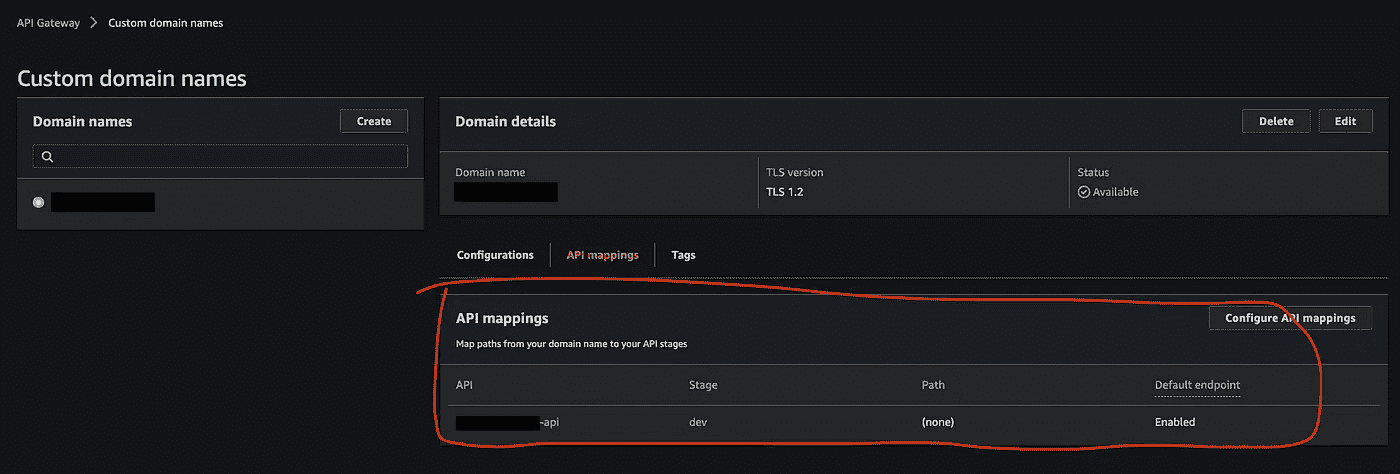 API Gateway > Custom domain names
Custom domain names
Domain names
Create
Domain details
Delete
Edit
Domain name
TLS version
TLS 1.2
Status
Available
Configurations
API mappings
Tags
API mappings
Configure API mappings
Map paths from your domain name to your API stages
API
Stage
Path
Default endpoint
-api
dev
(none)
Enabled